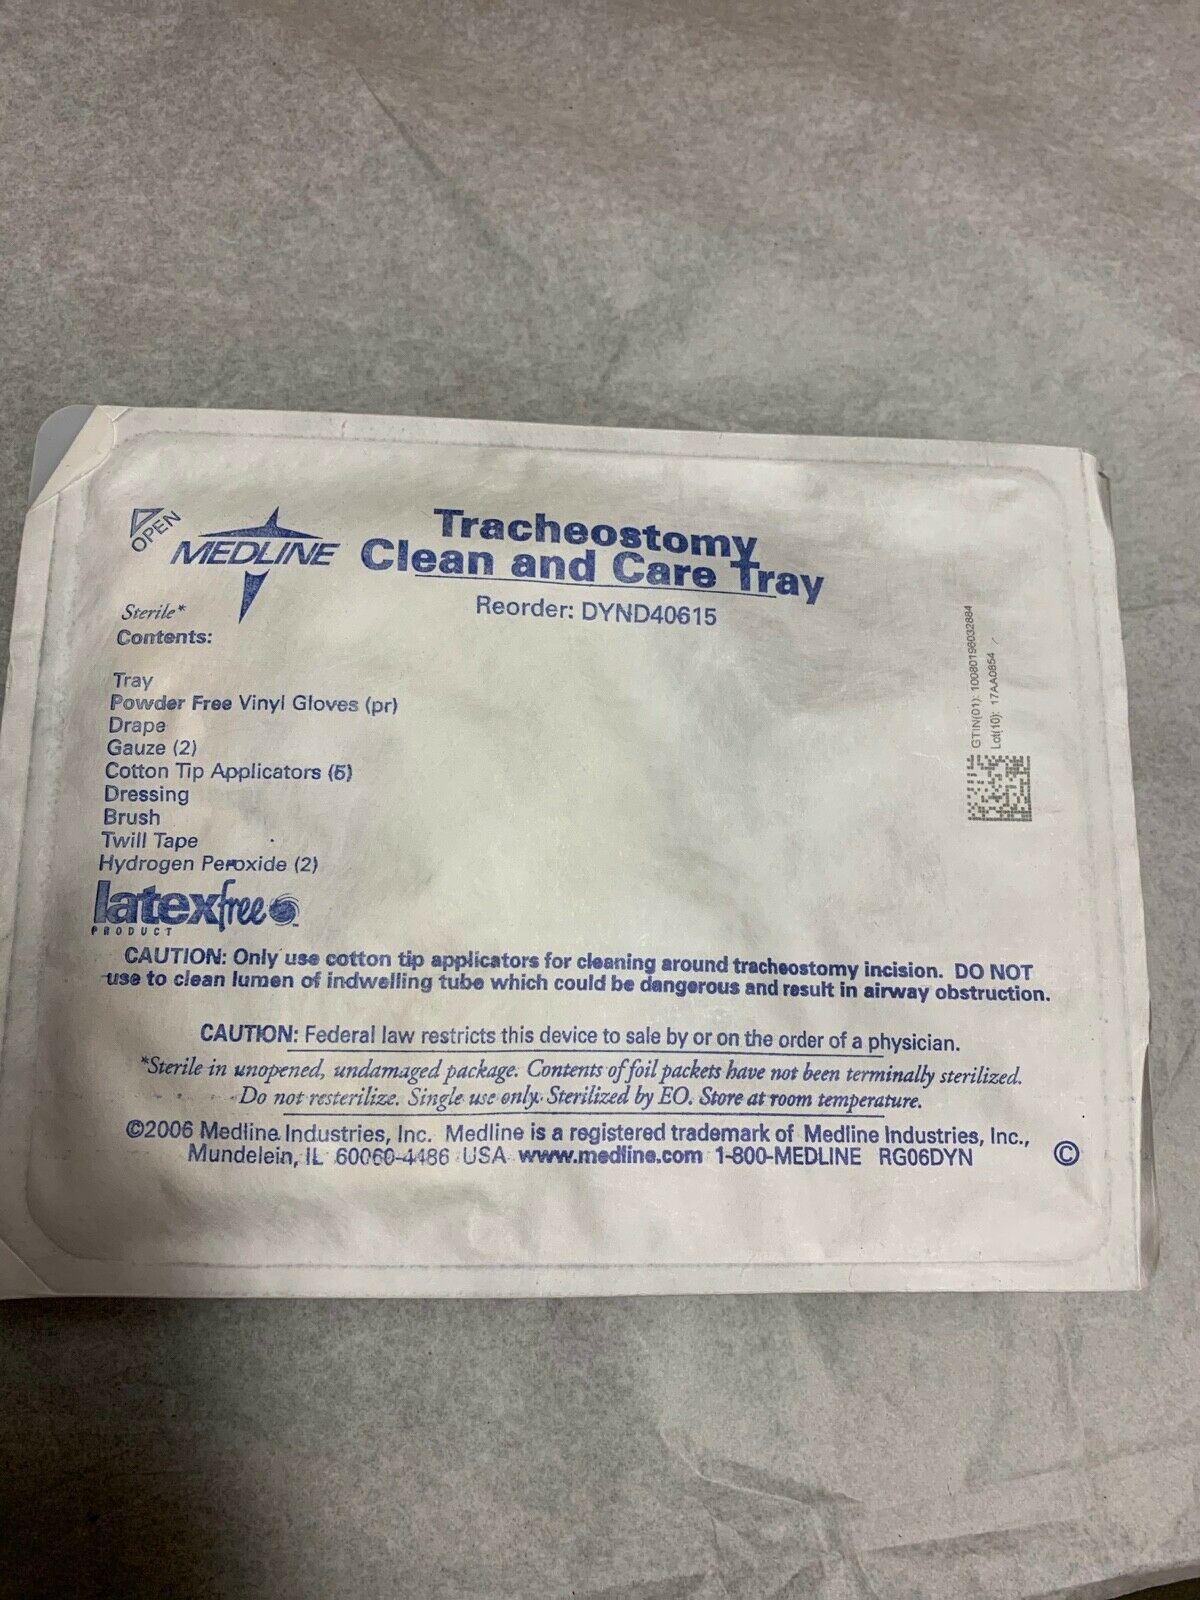 OPEN
MEDLINE
Tracheostomy
Clean and Care Tray
Reorder: DYND40615
Sterile*
Contents:
Tray
Powder Free Vinyl Gloves (pr)
Drape
Gauze (2)
Cotton Tip Applicators (5)
Dressing
Brush
Twill Tape
Hydrogen Peroxide (2)
latexfree
PRODUCT
GTIN(01): 10080196032884
Lot(10): 17AA0854
CAUTION: Only use cotton tip applicators for cleaning around tracheostomy incision. DO NOT
use to clean lumen of indwelling tube which could be dangerous and result in airway obstruction.
CAUTION: Federal law restricts this device to sale by or on the order of a physician.
*Sterile in unopened, undamaged package. Contents of foil packets have not been terminally sterilized.
Do not resterilize. Single use only. Sterilized by EO. Store at room temperature.
©2006 Medline Industries, Inc. Medline is a registered trademark of Medline Industries, Inc.,
Mundelein, IL 60060-4486 USA www.medline.com 1-800-MEDLINE RG06DYN
©